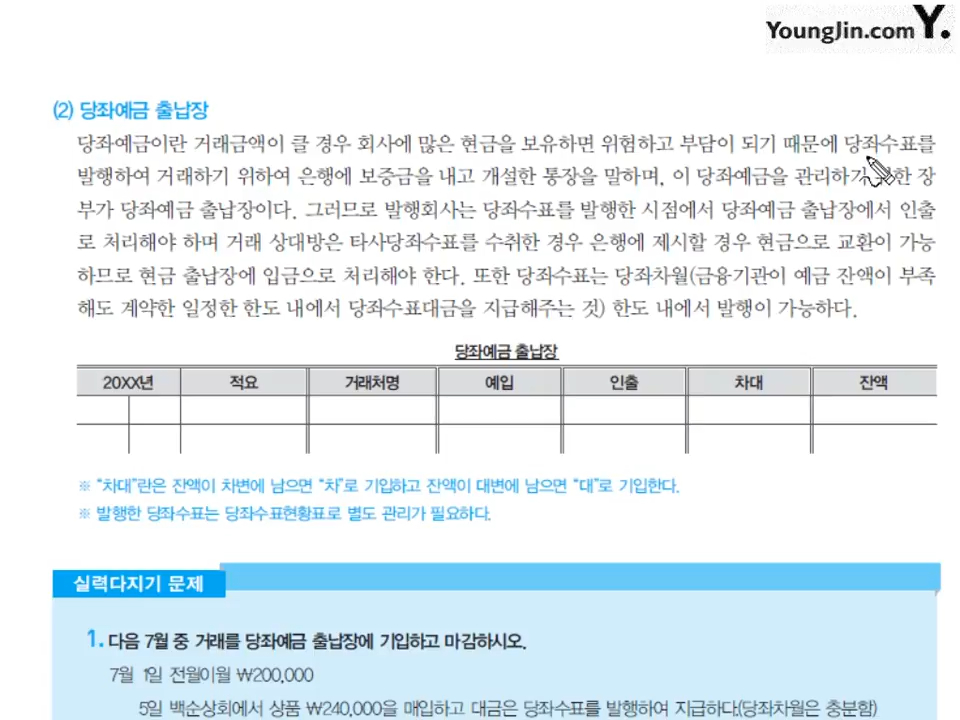 YoungJin.com Y.
(2) 당좌예금 출납장
당좌예금이란 거래금액이 클 경우 회사에 많은 현금을 보유하면 위험하고 부담이 되기 때문에 당좌수표를
발행하여 거래하기 위하여 은행에 보증금을 내고 개설한 통장을 말하며, 이 당좌예금을 관리하기 한 장
부가 당좌예금 출납장이다. 그러므로 발행회사는 당좌수표를 발행한 시점에서 당좌예금 출납장에서 인출
로 처리해야 하며 거래 상대방은 타사당좌수표를 수취한 경우 은행에 제시할 경우 현금으로 교환이 가능
하므로 현금 출납장에 입금으로 처리해야 한다. 또한 당좌수표는 당좌차월(금융기관이 예금 잔액이 부족
해도 계약한 일정한 한도 내에서 당좌수표대금을 지급해주는 것) 한도 내에서 발행이 가능하다.
당좌예금 출납장
20XX년 적요 거래처명 예입 인출 차대 잔액
※ “차대”란은 잔액이 차변에 남으면 “차”로 기입하고 잔액이 대변에 남으면 “대”로 기입한다.
※ 발행한 당좌수표는 당좌수표현황표로 별도 관리가 필요하다.
실력다지기 문제
1. 다음 7월 중 거래를 당좌예금 출납장에 기입하고 마감하시오.
7월 1일 전월이월 ₩200,000
5일 백순상회에서 상품 ₩240,000을 매입하고 대금은 당좌수표를 발행하여 지급하다.(당좌차월은 충분함)